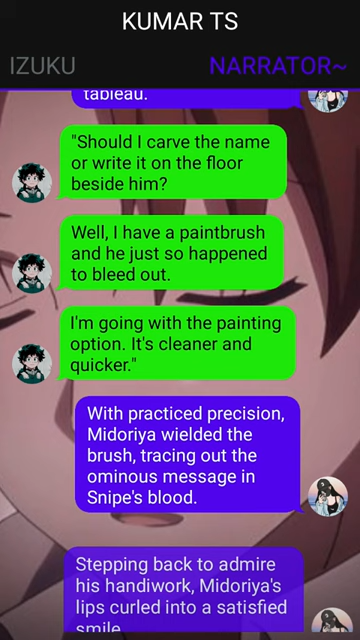 KUMAR TS
IZUKU
NARRATOR~
tableau.
"Should I carve the name
or write it on the floor
beside him?
Well, I have a paintbrush
and he just so happened
to bleed out.
I'm going with the painting
option. It's cleaner and
quicker."
With practiced precision,
Midoriya wielded the
brush, tracing out the
ominous message in
Snipe's blood.
Stepping back to admire
his handiwork, Midoriya's
lips curled into a satisfied
smile